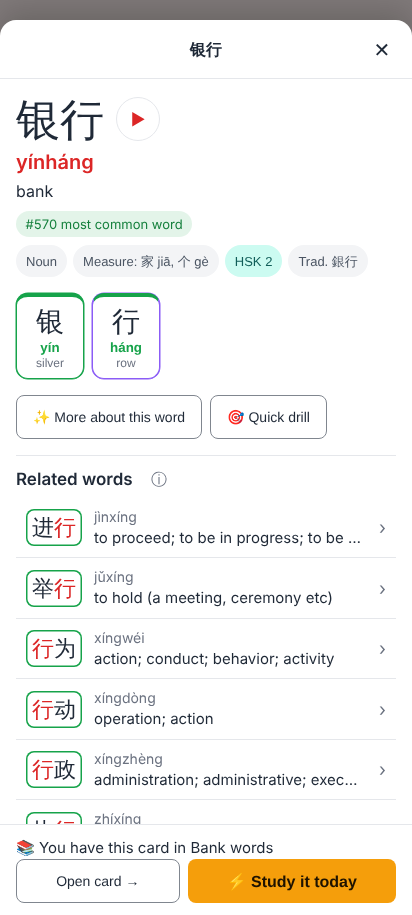 银行 ✕
银行
yínháng
bank
#570 most common word
Noun Measure: 家 jiā, 个 gè HSK 2 Trad. 銀行
银 行
yín háng
silver row
✨ More about this word 🎯 Quick drill
Related words ⓘ
进行 jìnxíng
to proceed; to be in progress; to be ...
举行 jǔxíng
to hold (a meeting, ceremony etc)
行为 xíngwéi
action; conduct; behavior; activity
行动 xíngdòng
operation; action
行政 xíngzhèng
administration; administrative; exec...
zhíxíng
📚 You have this card in Bank words
Open card → ⚡ Study it today